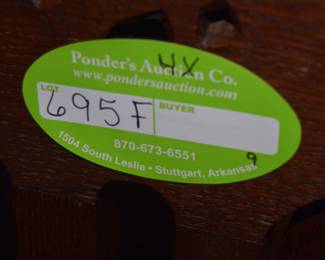 4X
Ponder's Auction Co.
www.pondersauction.com
LOT
695F
BUYER
870-673-6551
9
1504 South Leslie • Stuttgart, Arkansas